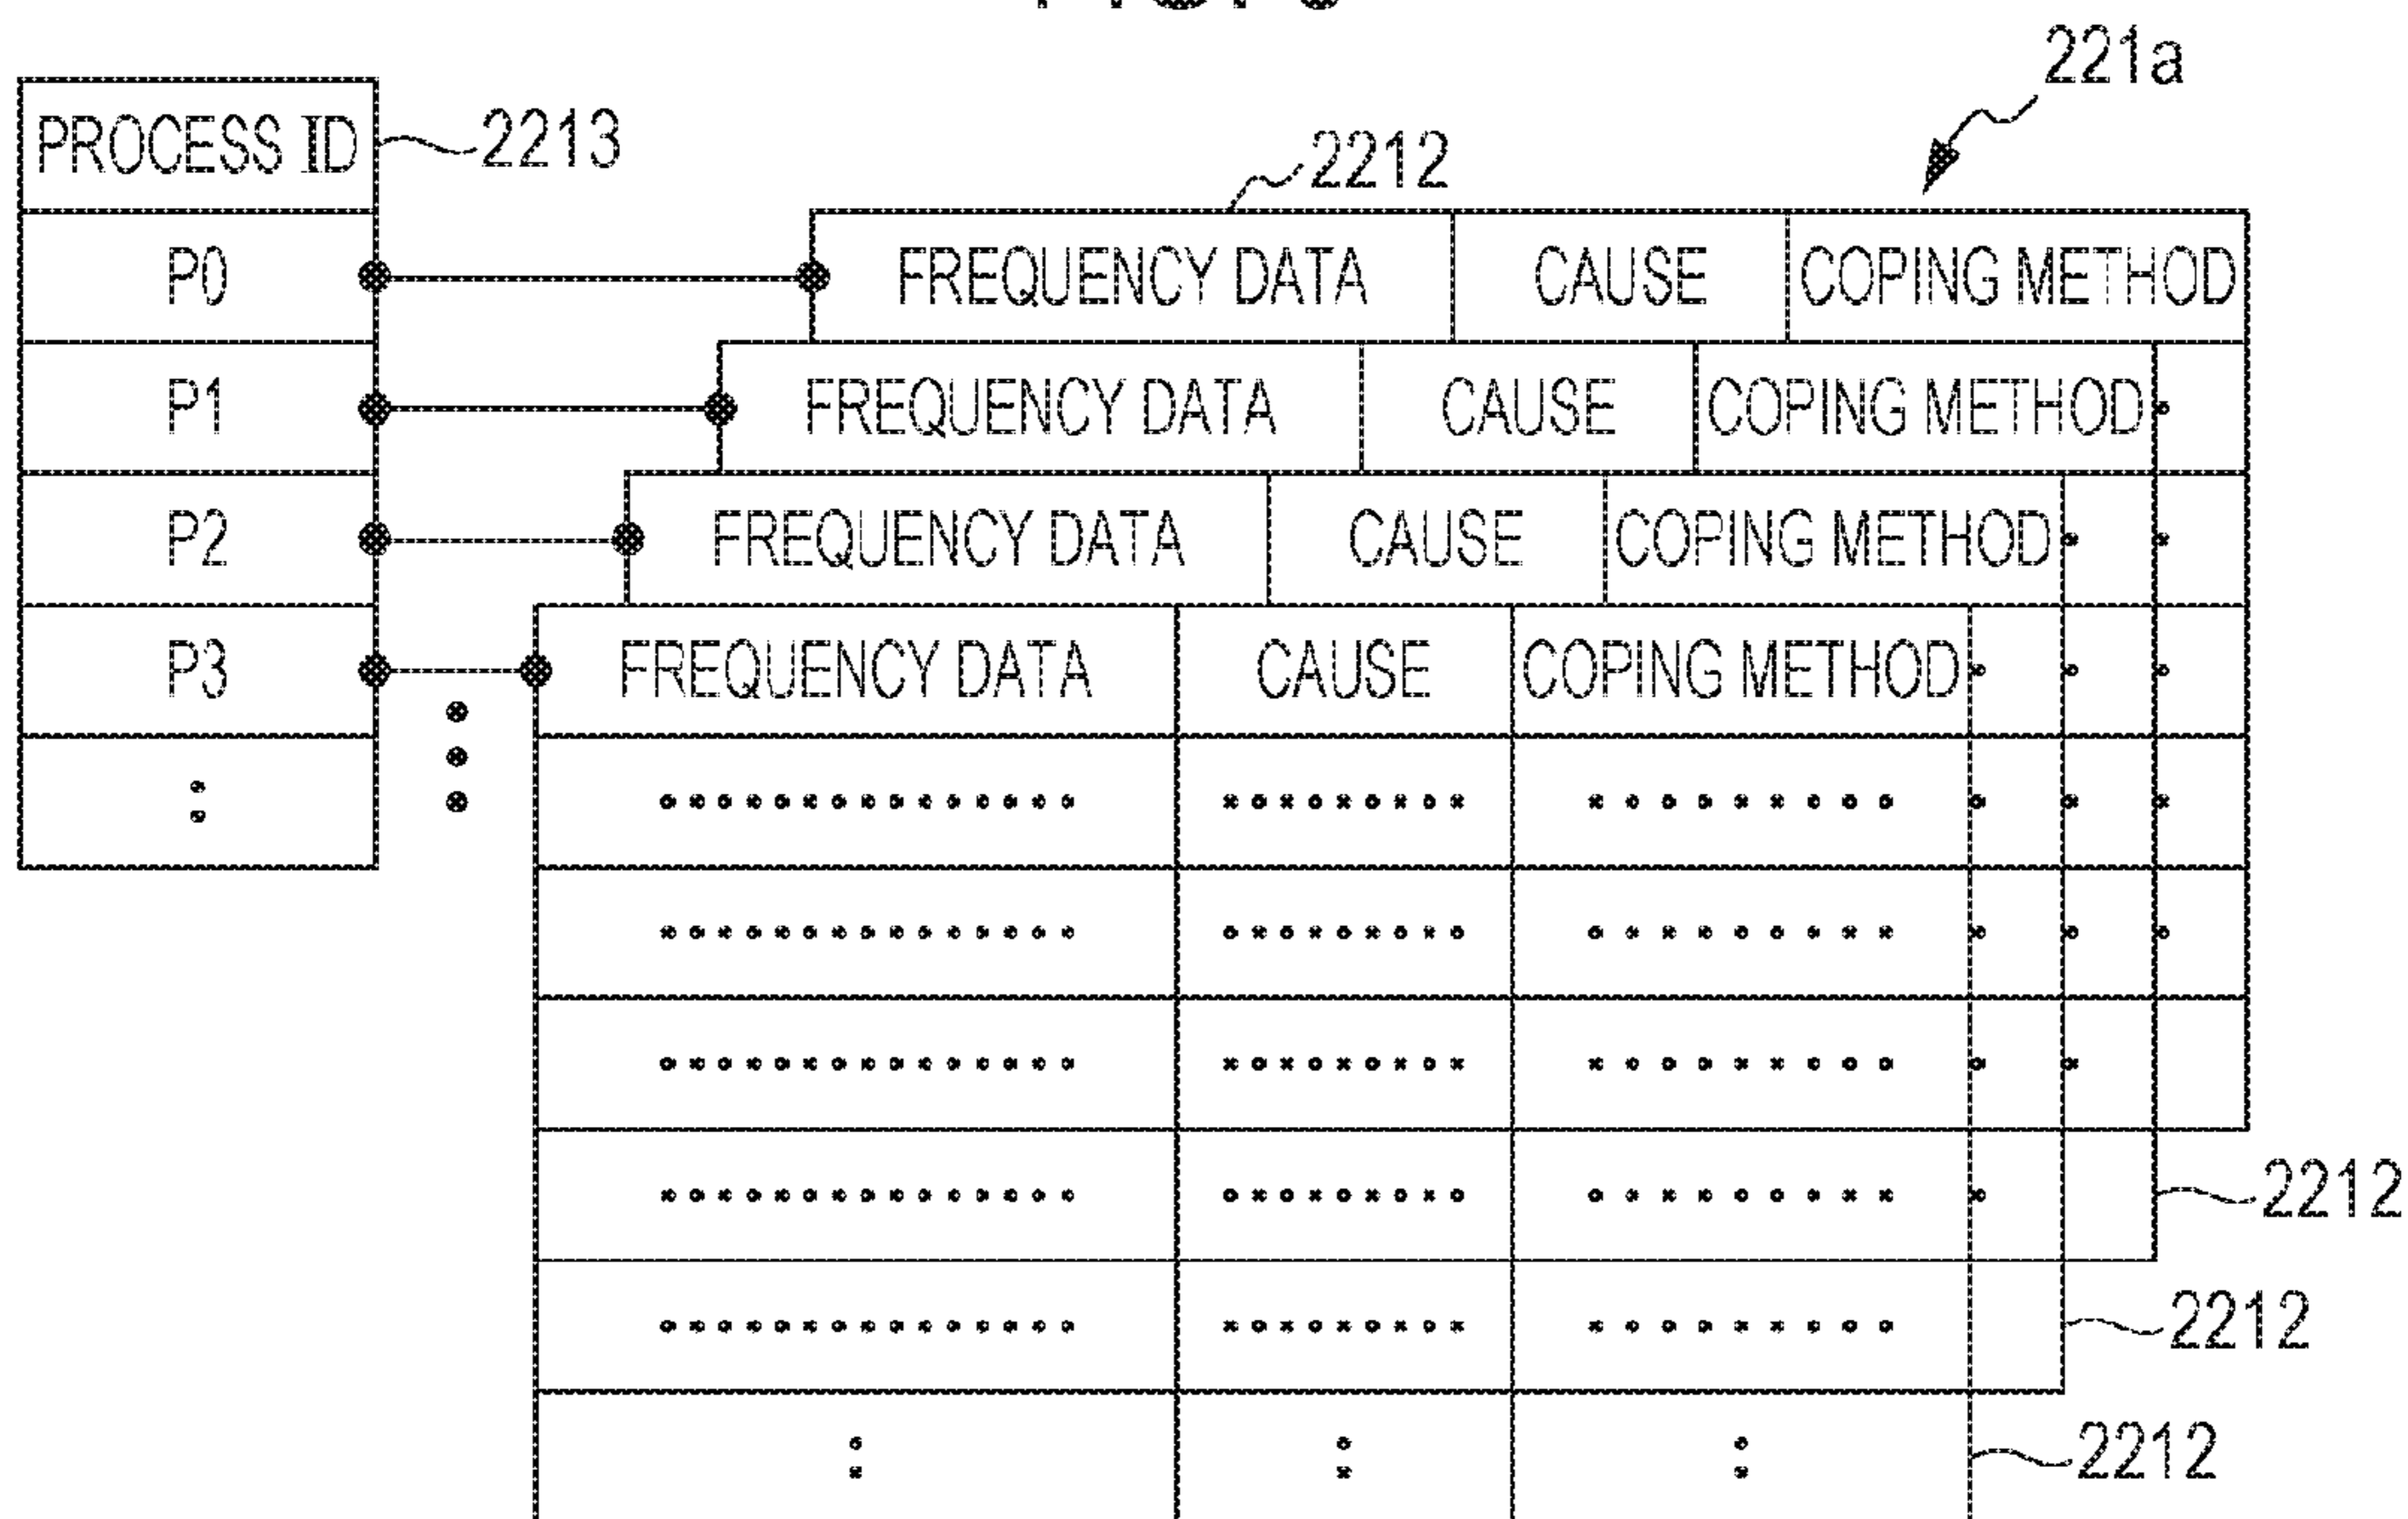 221a
PROCESS ID
2213
2212
P0
FREQUENCY DATA
CAUSE
COPING METHOD
P1
FREQUENCY DATA
CAUSE
COPING METHOD
P2
FREQUENCY DATA
CAUSE
COPING METHOD
P3
FREQUENCY DATA
CAUSE
COPING METHOD
2212
2212
2212